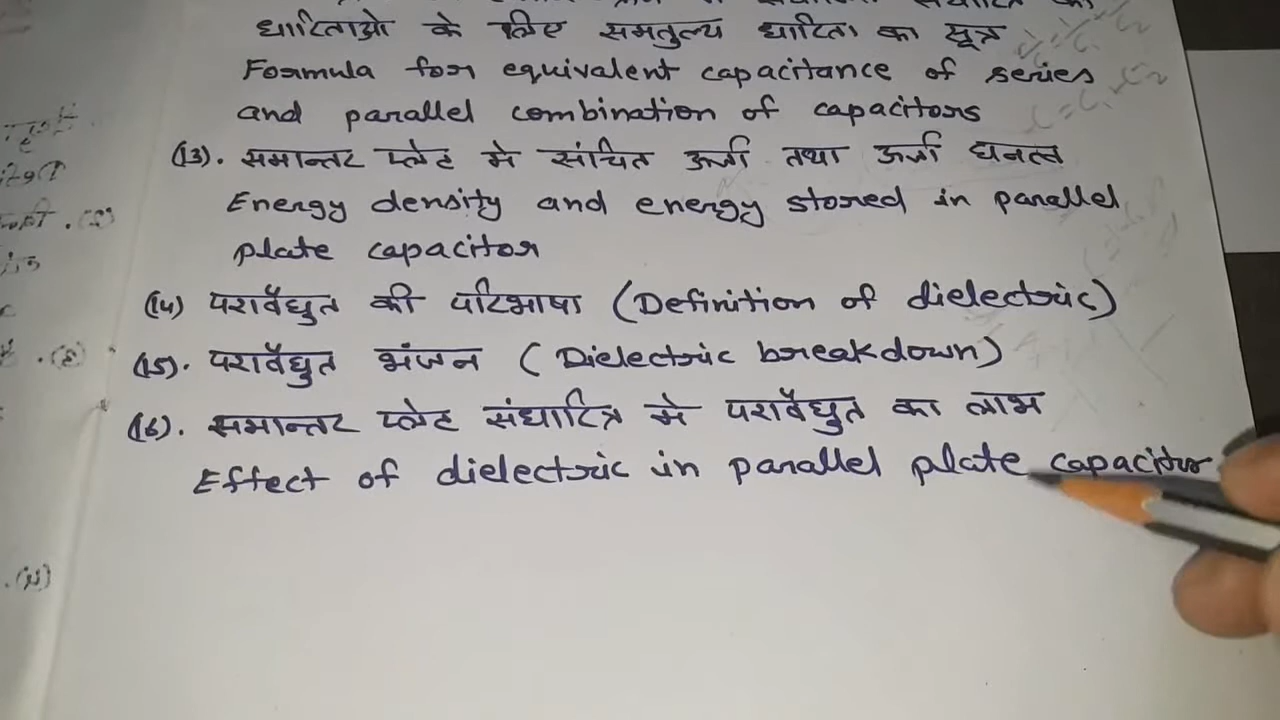 धारिताओ के लिए समतुल्य धारिता का सूत्र
Formula for equivalent capacitance of series
and parallel combination of capacitors
(13). समान्तर प्लेट मे संचित ऊर्जा तथा ऊर्जा घनत्व
Energy density and energy stored in parallel
plate capacitor
(14) परावैधुत की परिभाषा (Definition of dielectric)
(15). परावैधुत भंजन (Dielectric breakdown)
(16). समान्तर प्लेट संधारित्र मे परावैधुत का लाभ
Effect of dielectric in parallel plate capacitor